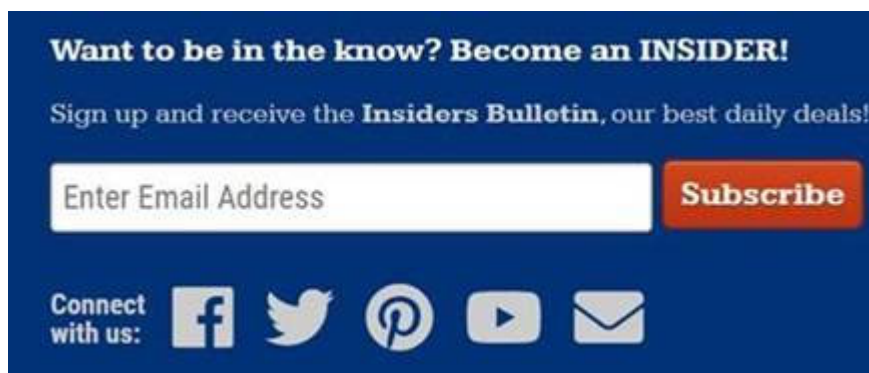 Want to be in the know? Become an INSIDER!
Sign up and receive the Insiders Bulletin, our best daily deals!
Enter Email Address
Subscribe
Connect
with us: